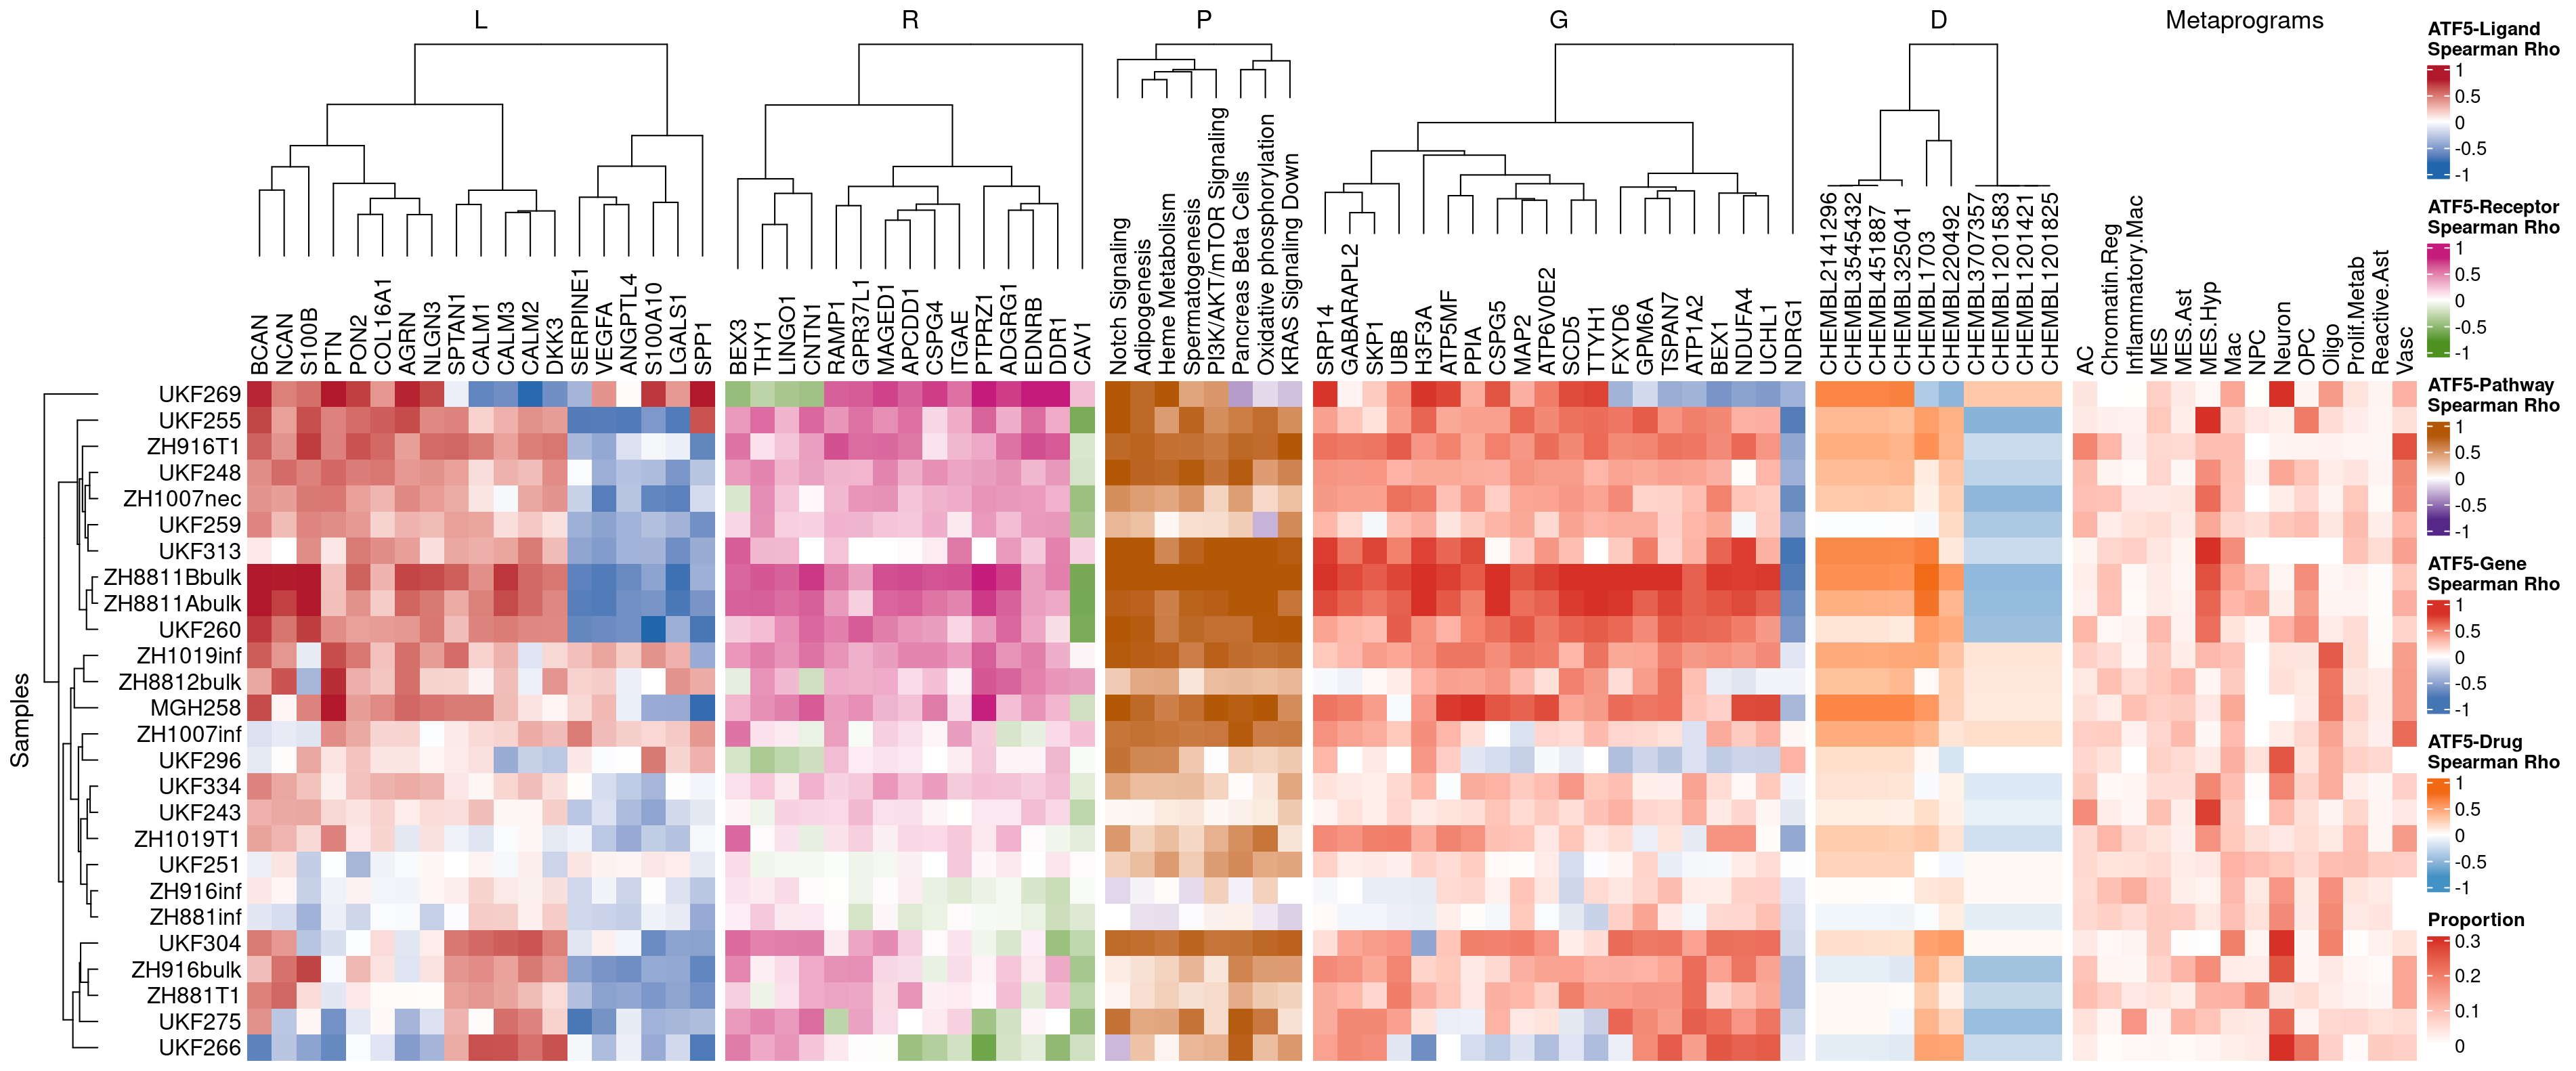 L
R
P
G
D
Metaprograms
BCAN
NCAN
S100B
PTN
PON2
COL16A1
AGRN
NLGN3
SPTAN1
CALM1
CALM3
CALM2
DKK3
SERPINE1
VEGFA
ANGPTL4
S100A10
LGALS1
SPP1
BEX3
THY1
LINGO1
CNTN1
RAMP1
GPR37L1
MAGED1
APCDD1
CSPG4
ITGAE
PTPRZ1
ADGRG1
EDNRB
DDR1
CAV1
Notch Signaling
Adipogenesis
Heme Metabolism
Spermatogenesis
PI3K/AKT/mTOR Signaling
Pancreas Beta Cells
Oxidative phosphorylation
KRAS Signaling Down
SRP14
GABARAPL2
SKP1
UBB
H3F3A
ATP5MF
PPIA
CSPG5
MAP2
ATP6V0E2
SCD5
TTYH1
FXYD6
GPM6A
TSPAN7
ATP1A2
BEX1
NDUFA4
UCHL1
NDRG1
CHEMBL2141296
CHEMBL3545432
CHEMBL451887
CHEMBL325041
CHEMBL1703
CHEMBL220492
CHEMBL3707357
CHEMBL1201583
CHEMBL1201421
CHEMBL1201825
AC
Chromatin.Reg
Inflammatory.Mac
MES
MES.Ast
MES.Hyp
Mac
NPC
Neuron
OPC
Oligo
Prolif.Metab
Reactive.Ast
Vasc
Samples
UKF269
UKF255
ZH916T1
UKF248
ZH1007nec
UKF259
UKF313
ZH8811Bbulk
ZH8811Abulk
UKF260
ZH1019inf
ZH8812bulk
MGH258
ZH1007inf
UKF296
UKF334
UKF243
ZH1019T1
UKF251
ZH916inf
ZH881inf
UKF304
ZH916bulk
ZH881T1
UKF275
UKF266
ATF5-Ligand
Spearman Rho
1
0.5
0
-0.5
-1
ATF5-Receptor
Spearman Rho
1
0.5
0
-0.5
-1
ATF5-Pathway
Spearman Rho
1
0.5
0
-0.5
-1
ATF5-Gene
Spearman Rho
1
0.5
0
-0.5
-1
ATF5-Drug
Spearman Rho
1
0.5
0
-0.5
-1
Proportion
0.3
0.2
0.1
0